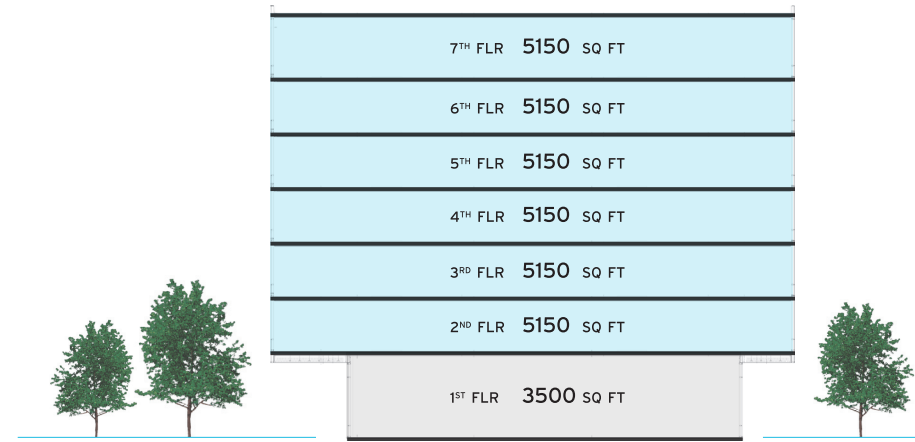 7TH FLR 5150 SQ FT
6TH FLR 5150 SQ FT
5TH FLR 5150 SQ FT
4TH FLR 5150 SQ FT
3RD FLR 5150 SQ FT
2ND FLR 5150 SQ FT
1ST FLR 3500 SQ FT